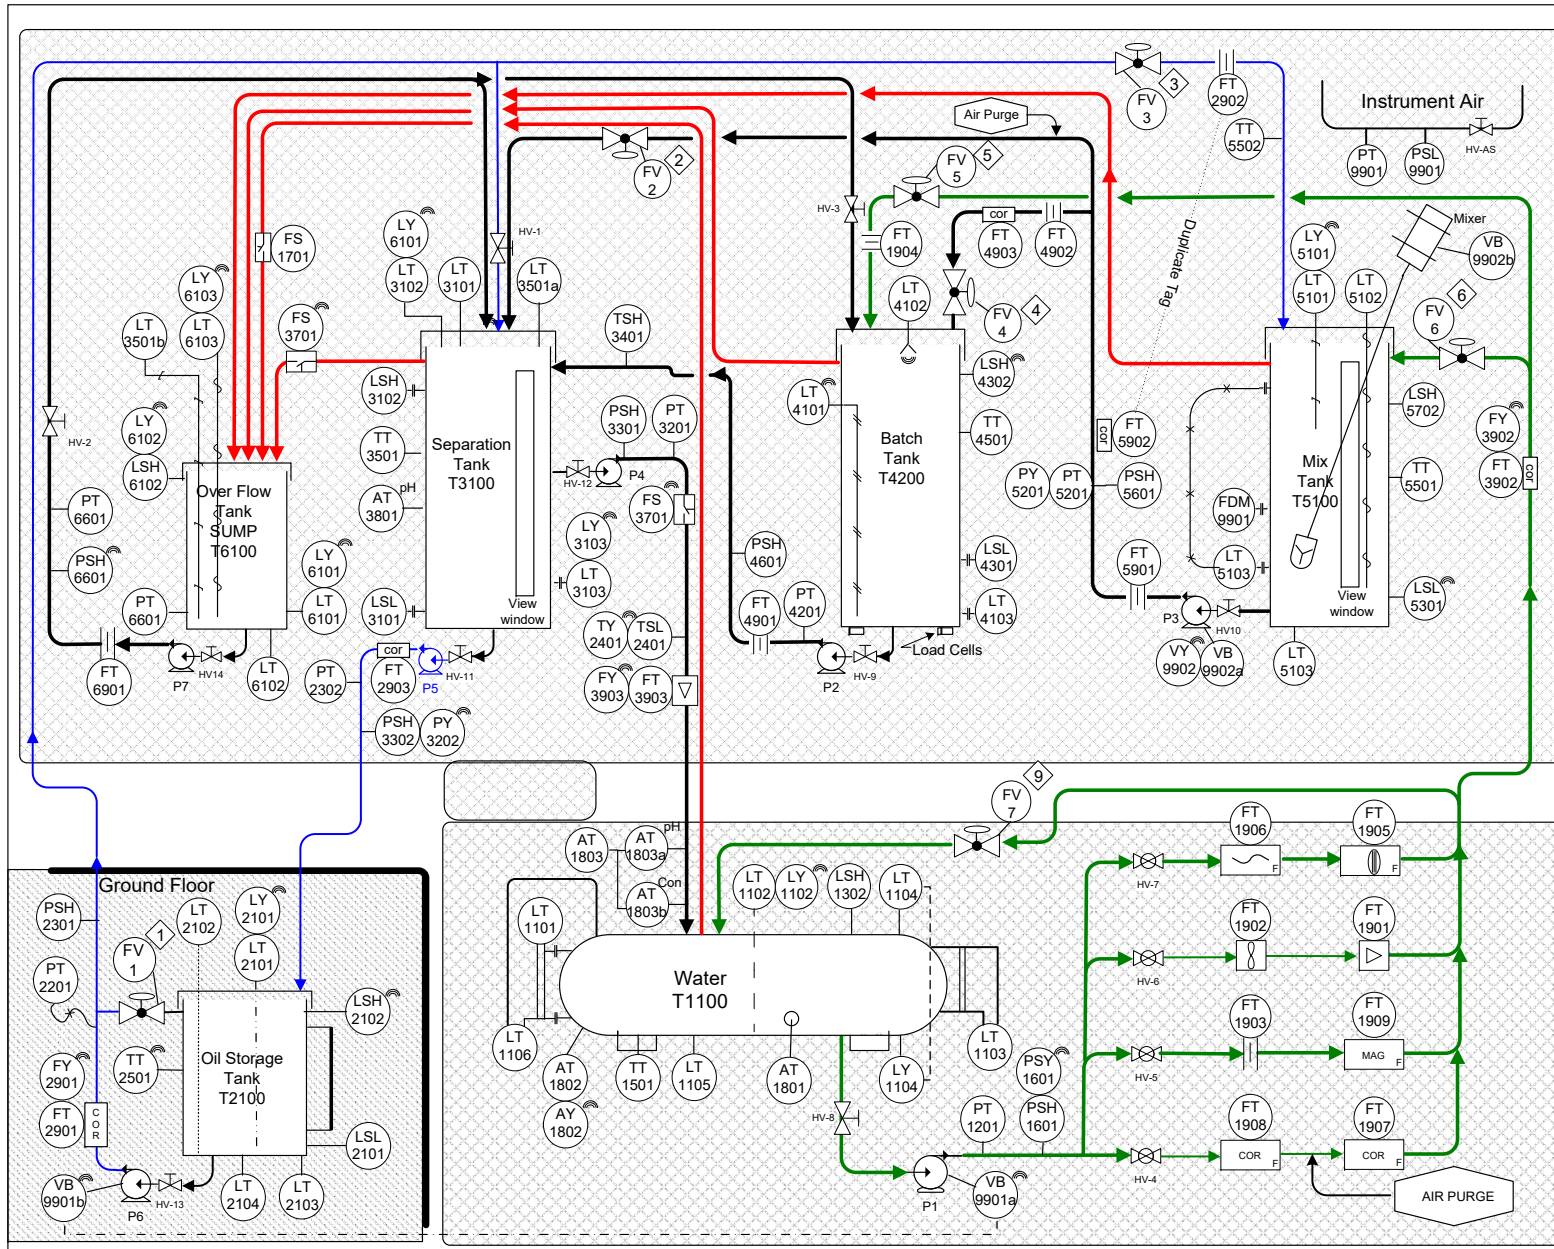 FV
3
3
FT
2902
TT
5502
Instrument Air
PT
9901
PSL
9901
HV-AS
Air Purge
FV
2
2
FV
5
5
HV-3
cor
FT
1904
FT
4903
FT
4902
Duplicate Tag
Mixer
VB
9902b
LY
5101
LT
5101
LT
5102
FV
6
6
FS
1701
LY
6101
LT
3102
LT
3101
HV-1
LT
3501a
LY
6103
LT
6103
LT
3501b
FS
3701
TSH
3401
LT
4102
FV
4
4
LSH
4302
LT
4101
LSH
3102
PSH
3301
PT
3201
HV-2
LY
6102
LSH
6102
TT
3501
Separation
Tank
T3100
pH
AT
3801
HV-12
P4
FS
3701
Batch
Tank
T4200
TT
4501
cor
FT
5902
PY
5201
PT
5201
PSH
5601
Mix
Tank
T5100
LSH
5702
TT
5501
FY
3902
FT
3902
cor
FDM
9901
Over Flow
Tank
SUMP
T6100
PT
6601
PSH
6601
PT
6601
LY
6101
LT
6101
LY
3103
LT
3103
View
window
LSL
3101
PSH
4601
LSL
4301
LT
4103
FT
5901
LT
5103
View
window
LSL
5301
FT
4901
PT
4201
P2
HV-9
Load Cells
P3
HV10
VY
9902
VB
9902a
LT
5103
FT
6901
P7
HV14
LT
6102
PT
2302
cor
FT
2903
P5
HV-11
TY
2401
TSL
2401
FY
3903
FT
3903
PSH
3302
PY
3202
FV
7
9
AT
1803
pH
AT
1803a
Con
AT
1803b
LT
1102
LY
1102
LSH
1302
LT
1104
HV-7
FT
1906
F
FT
1905
F
Ground Floor
PSH
2301
FV
1
7
LT
2102
LY
2101
LT
2101
PT
2201
LSH
2102
LT
1101
LT
1106
Water
T1100
HV-6
FT
1902
FT
1901
TT
2501
FY
2901
FT
2901
C
O
R
Oil Storage
Tank
T2100
LSL
2101
AT
1802
AY
1802
TT
1501
LT
1105
AT
1801
LY
1104
LT
1103
PSY
1601
PSH
1601
PT
1201
HV-8
HV-5
FT
1903
FT
1909
MAG
F
VB
9901b
P6
HV-13
LT
2104
LT
2103
P1
VB
9901a
HV-4
FT
1908
COR
F
FT
1907
COR
F
AIR PURGE